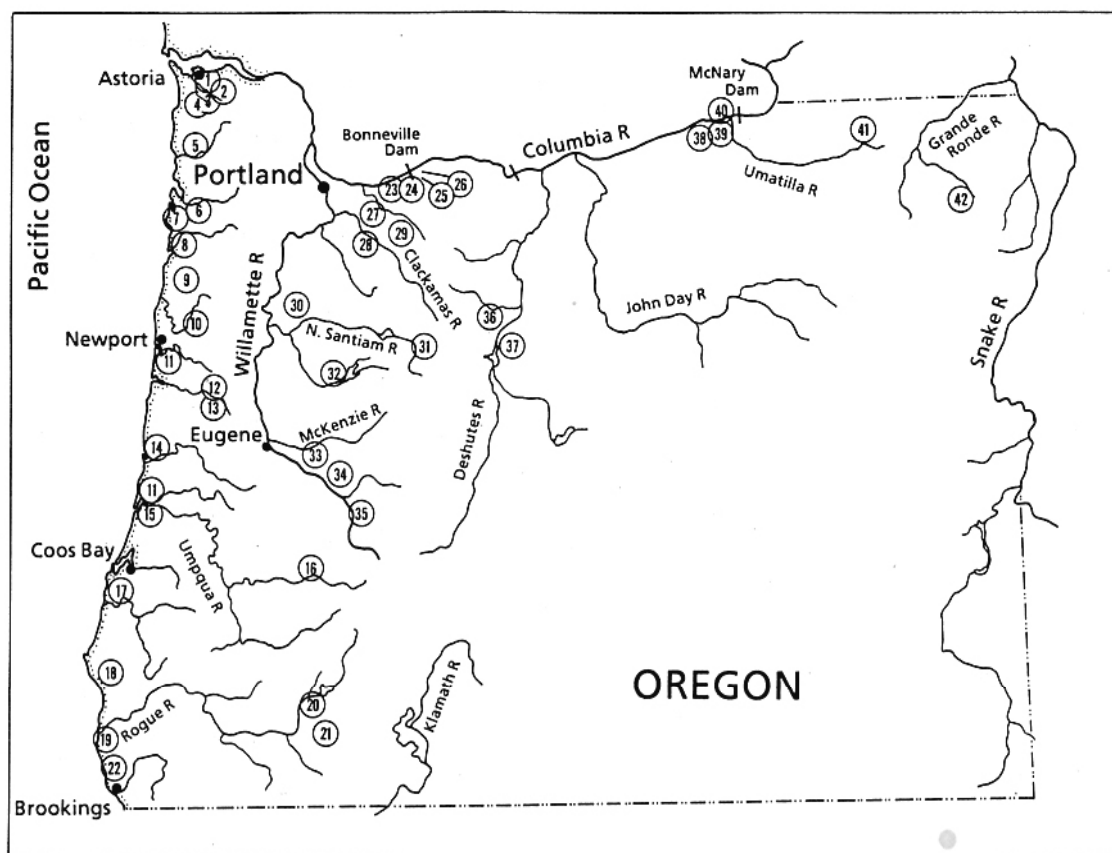 Astoria
1
2
3
4
McNary
Dam
40
38
39
41
Grande
Ronde R
42
5
Bonneville
Dam
Columbia R
Umatilla R
Pacific Ocean
Portland
23
24
25
26
6
7
27
28
29
8
9
Clackamas R
Willamette R
30
10
N. Santiam R
31
36
37
John Day R
Snake R
Newport
11
32
12
13
McKenzie R
Eugene
33
34
35
Deshutes R
14
11
15
Coos Bay
Umpqua R
16
17
18
Klamath R
OREGON
20
21
Rogue R
19
22
Brookings